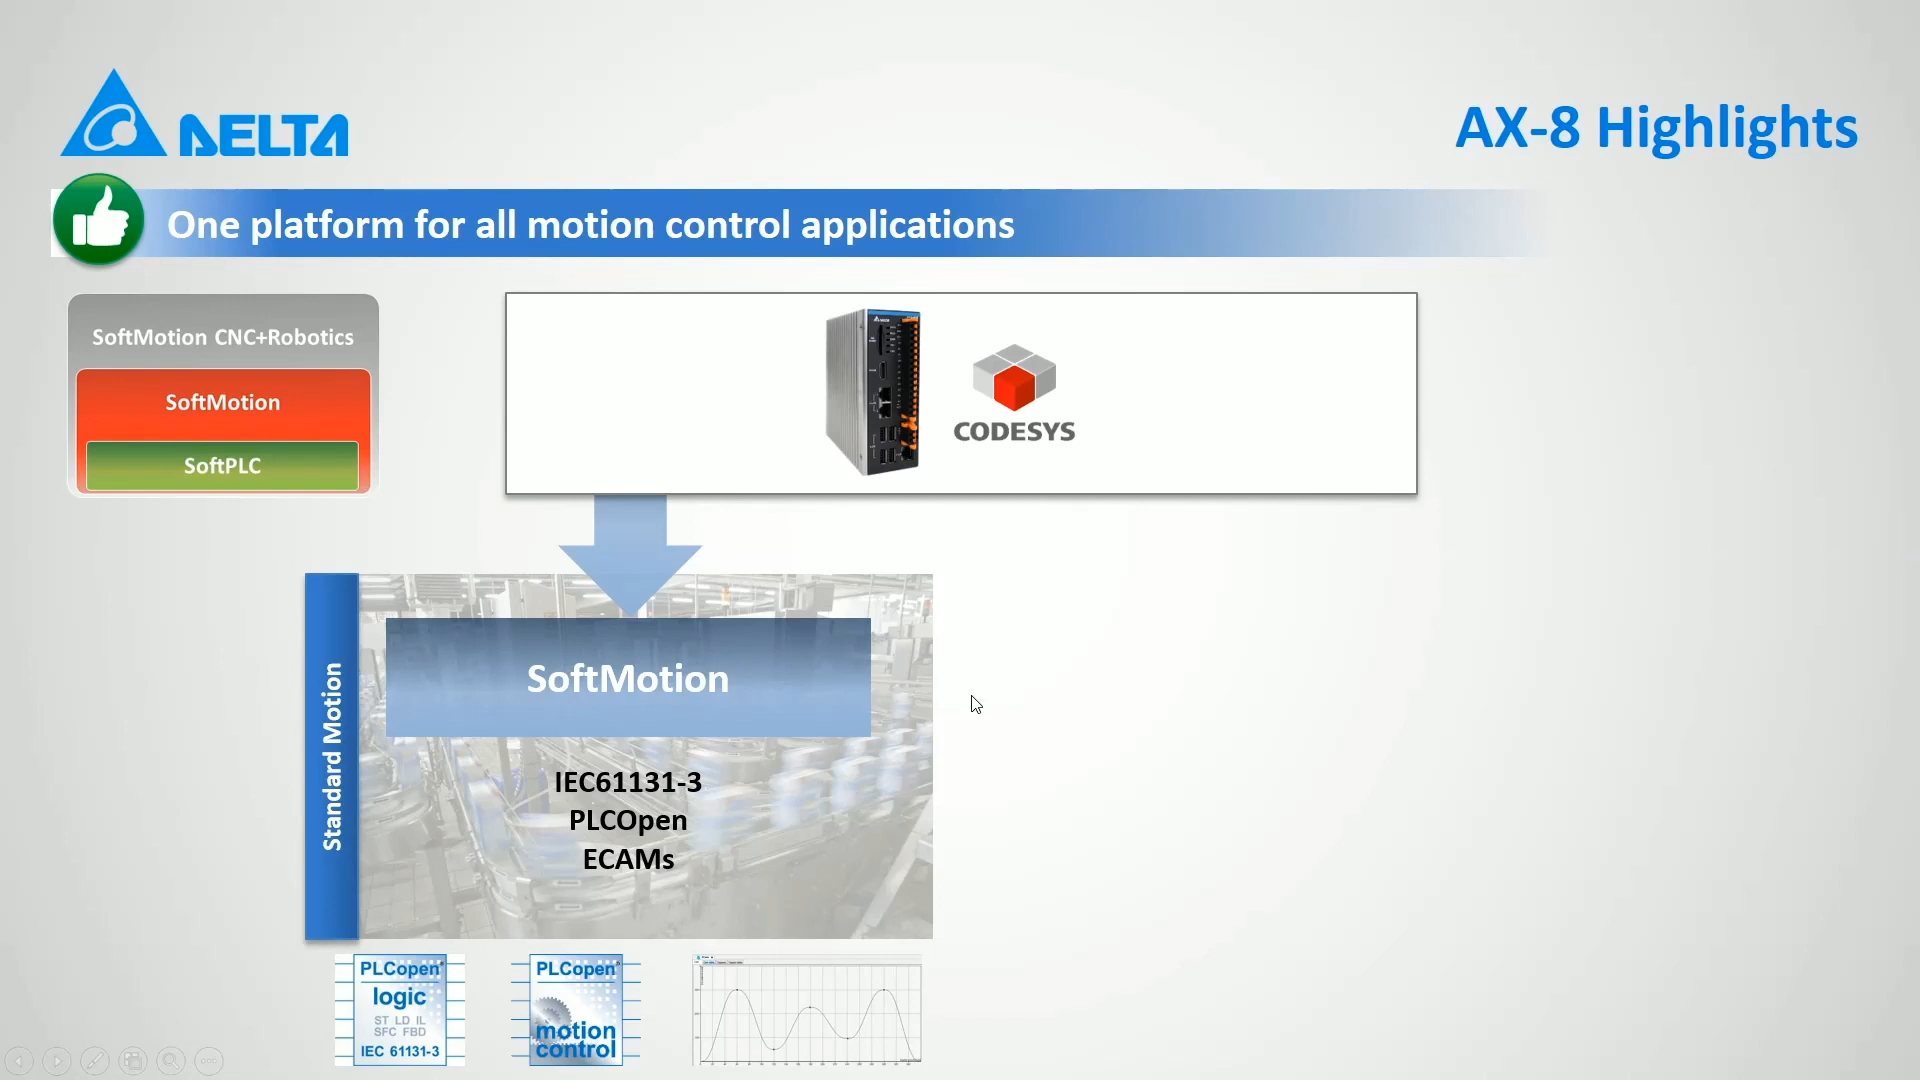 DELTA
AX-8 Highlights
One platform for all motion control applications
SoftMotion CNC+Robotics
SoftMotion
SoftPLC
CODESYS
Standard Motion
SoftMotion
IEC61131-3
PLCOpen
ECAMs
PLCopen®
logic
ST LD IL
SFC FBD
IEC 61131-3
PLCopen®
motion
control